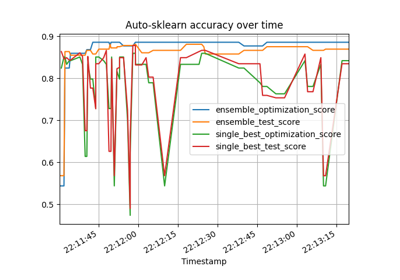 Auto-sklearn accuracy over time
0.9
0.8
0.7
0.6
0.5
ensemble_optimization_score
ensemble_test_score
single_best_optimization_score
single_best_test_score
22:11:45
22:12:00
22:12:15
22:12:30
22:12:45
22:13:00
22:13:15
Timestamp